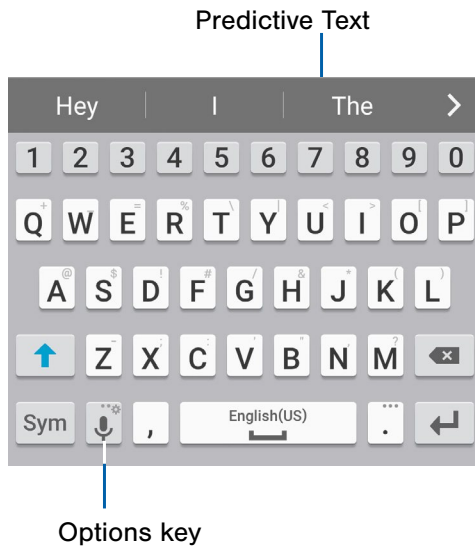 Predictive Text
Hey I The
1 2 3 4 5 6 7 8 9 0
+ _ = % \ | < > [ ]
Q W E R T Y U I O P
@ $ ! # / & * ( )
A S D F G H J K L
- ; : ' " , ?
Z X C V B N M
Sym , English(US) .
Options key